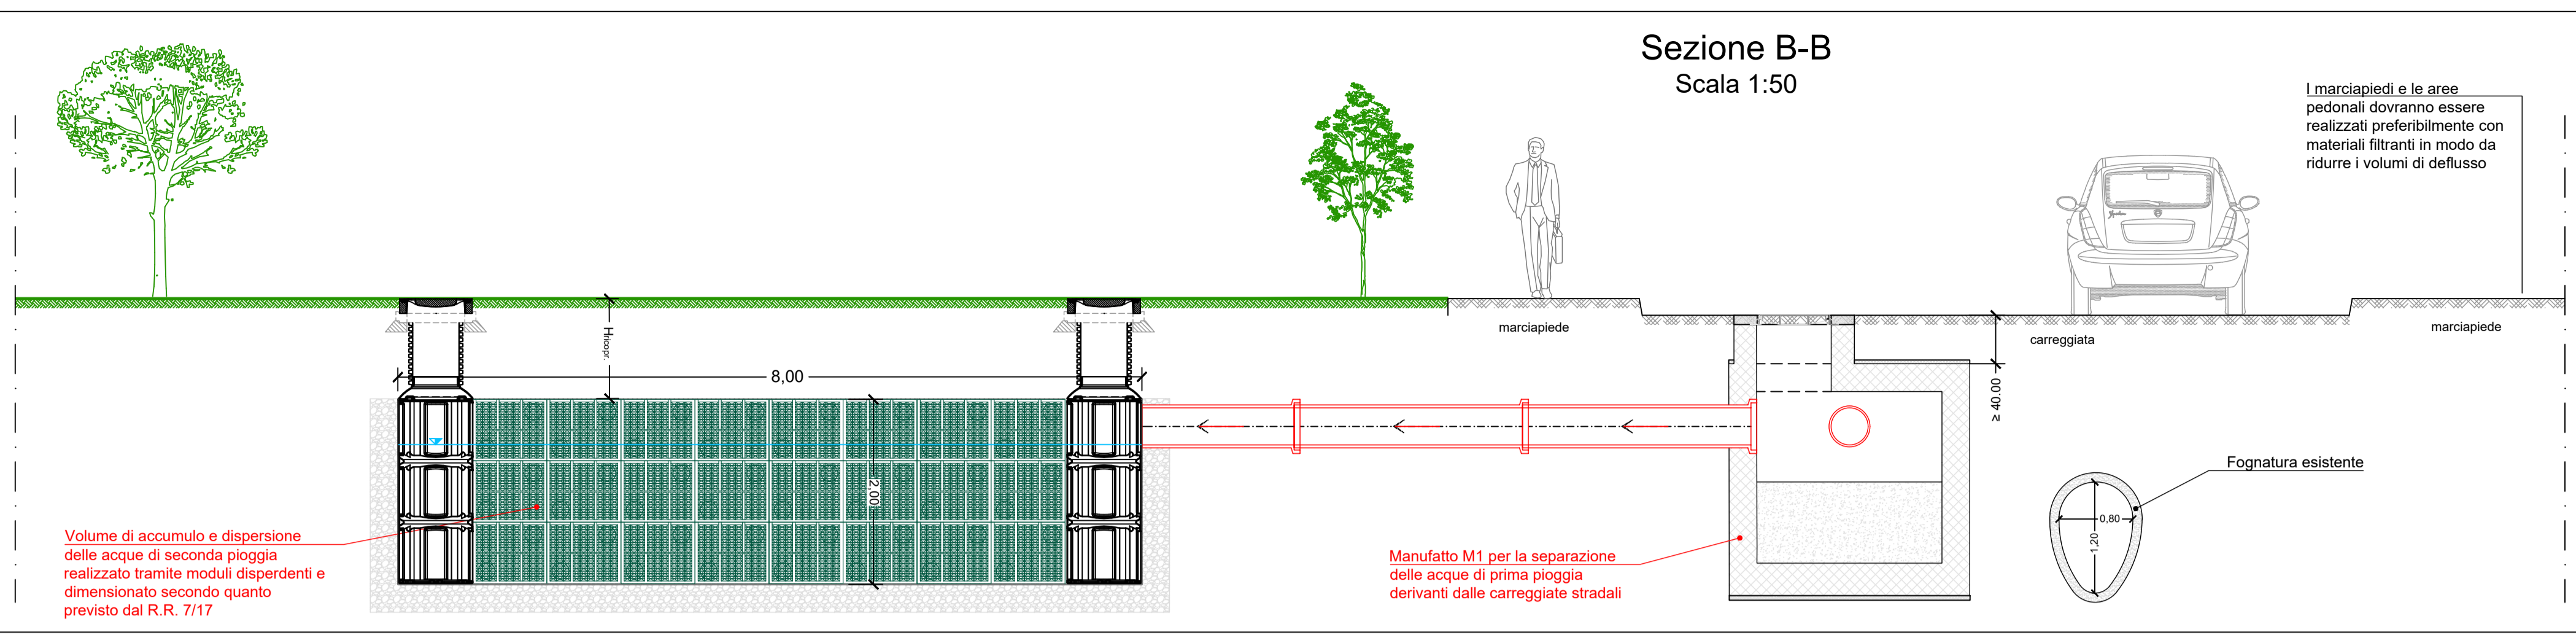 Sezione B-B
Scala 1:50
I marciapiedi e le aree
pedonali dovranno essere
realizzati preferibilmente con
materiali filtranti in modo da
ridurre i volumi di deflusso
marciapiede
carreggiata
marciapiede
Hricopr.
8,00
2,00
≥ 40.00
Fognatura esistente
0,80
1,20
Volume di accumulo e dispersione
delle acque di seconda pioggia
realizzato tramite moduli disperdenti e
dimensionato secondo quanto
previsto dal R.R. 7/17
Manufatto M1 per la separazione
delle acque di prima pioggia
derivanti dalle carreggiate stradali